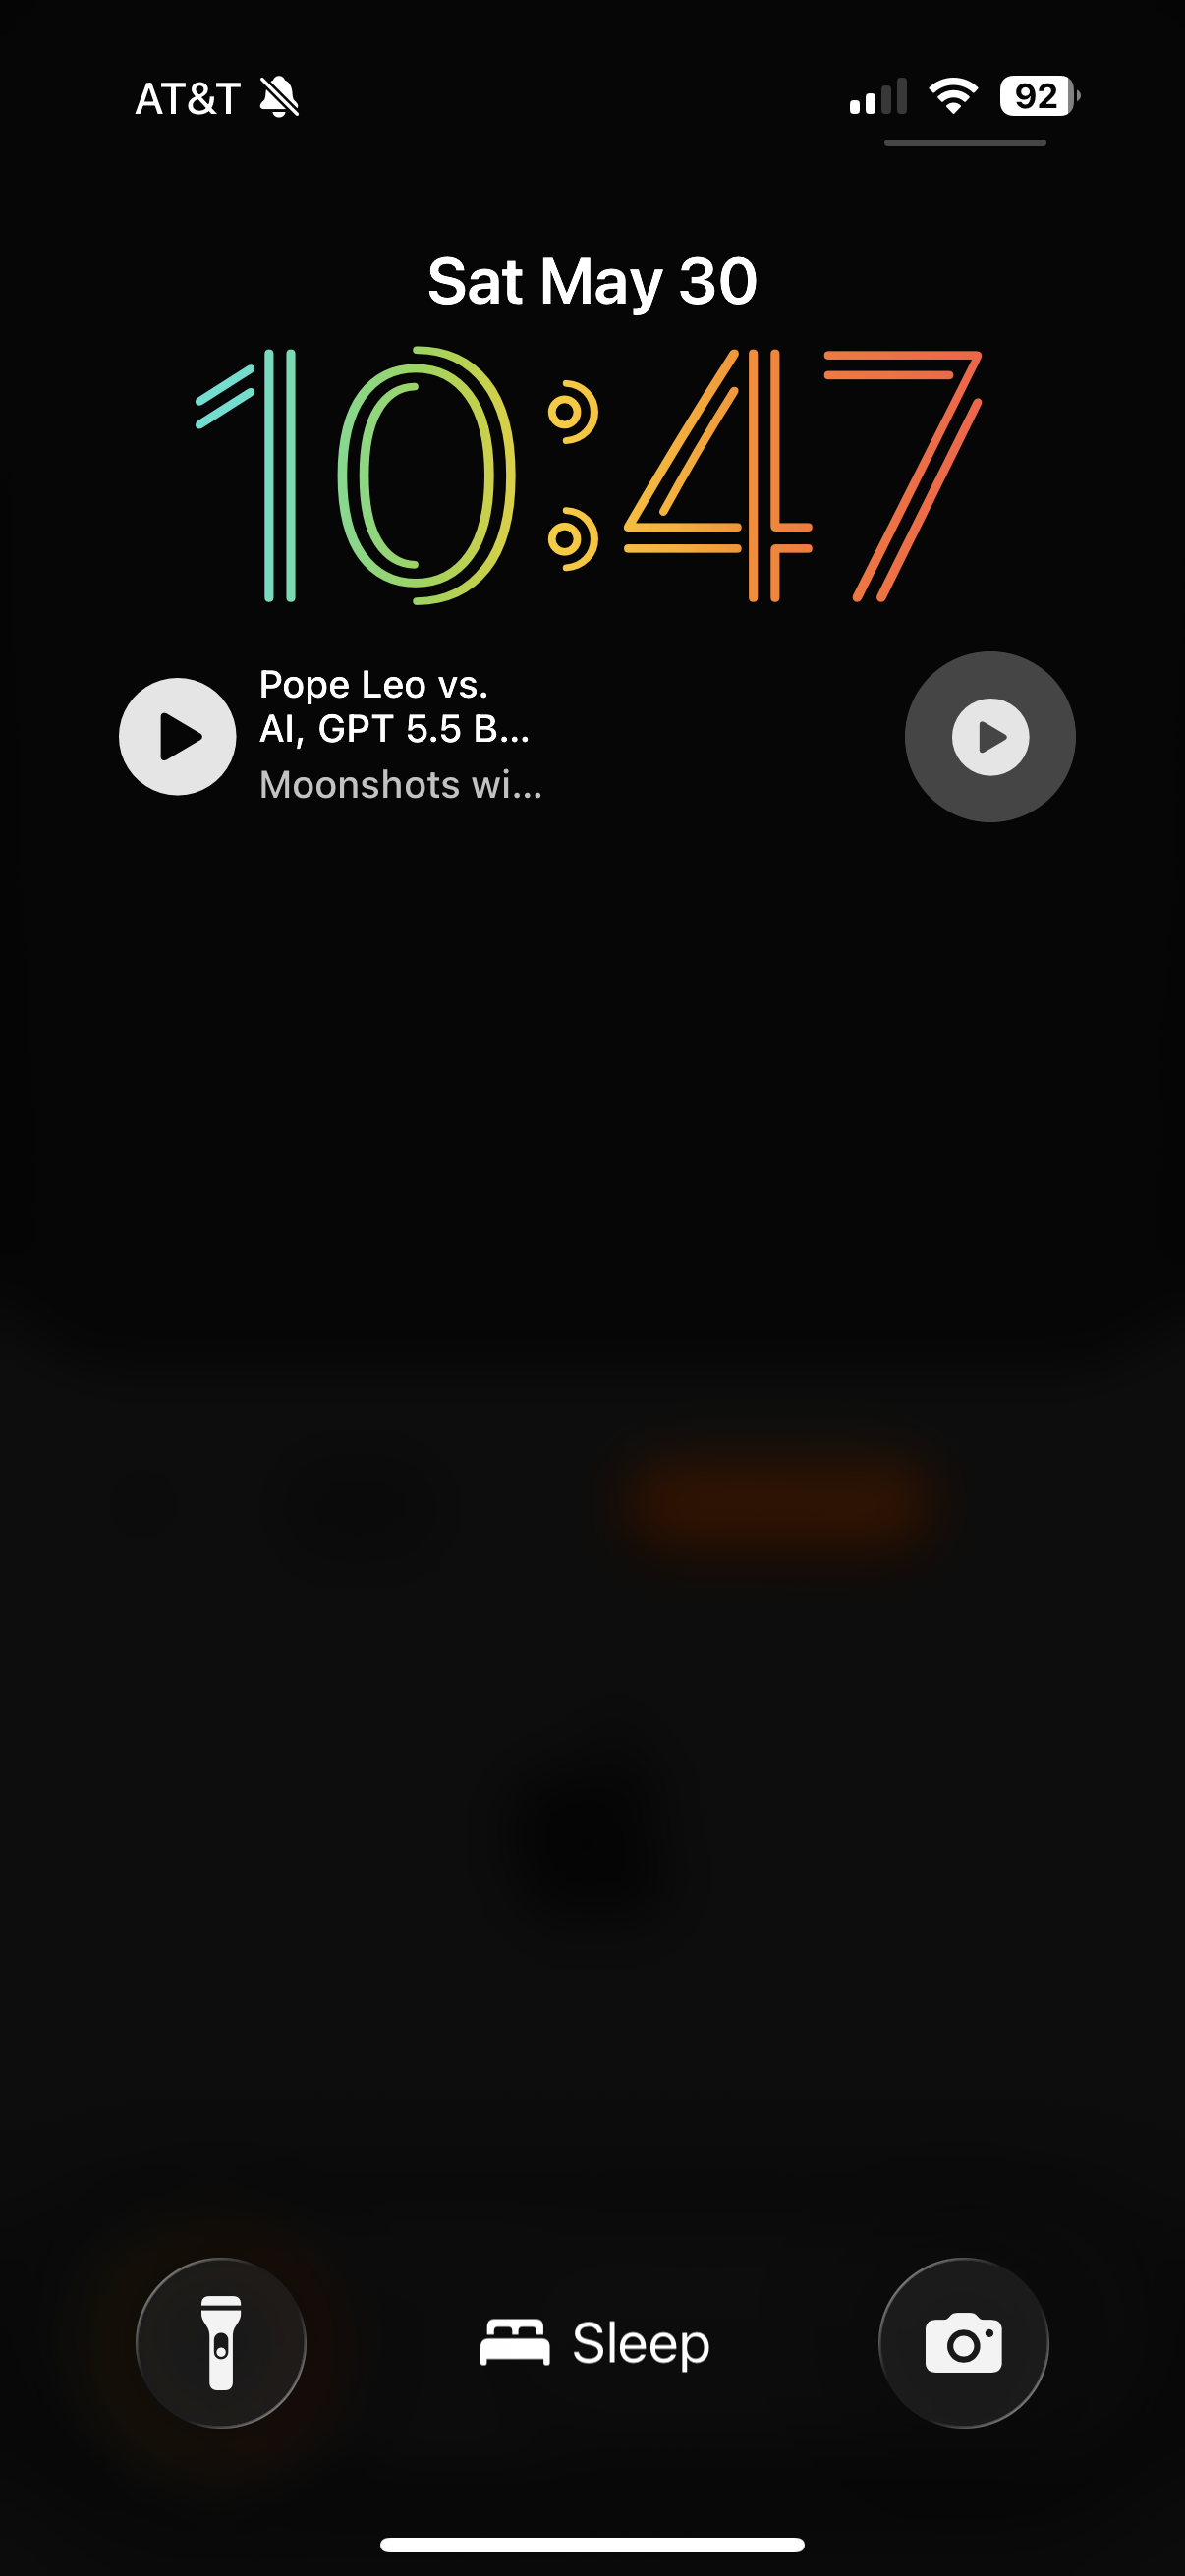 AT&T
92
Sat May 30
10:47
Pope Leo vs.
AI, GPT 5.5 B...
Moonshots wi...
Sleep